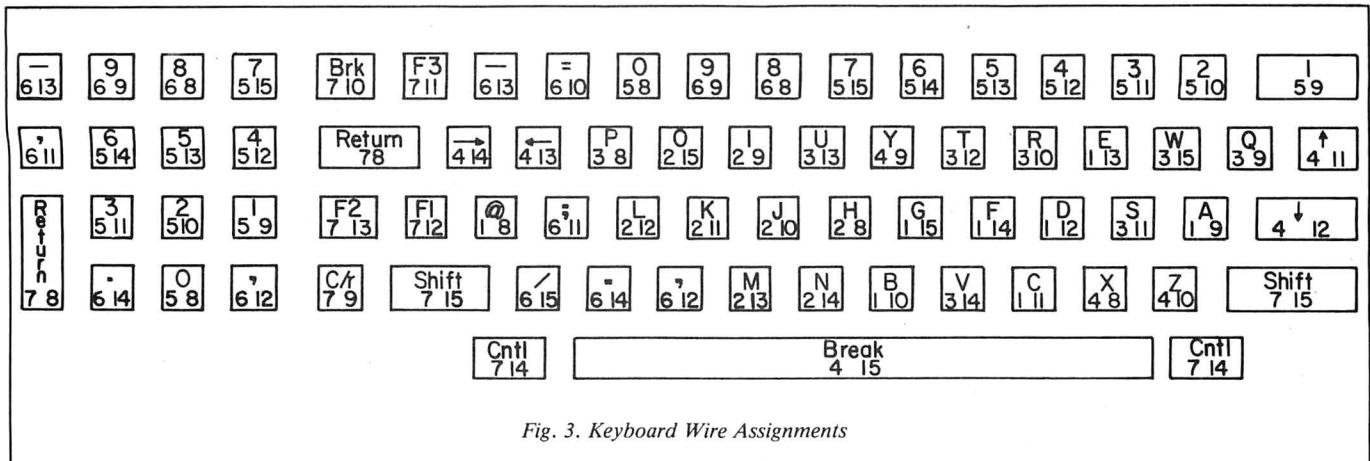 — 9 8 7 Brk F3 — = 0 9 8 7 6 5 4 3 2 1
6 13 6 9 6 8 5 15 7 10 7 11 6 13 6 10 5 8 6 9 6 8 5 15 5 14 5 13 5 12 5 11 5 10 5 9
, 6 5 4 Return → ← P O I U Y T R E W Q ↑
6 11 5 14 5 13 5 12 7 8 4 14 4 13 3 8 2 15 2 9 3 13 4 9 3 12 3 10 1 13 3 15 3 9 4 11
Return 3 2 1 F2 F1 @ ; L K J H G F D S A ↓
5 11 5 10 5 9 7 13 7 12 1 8 6 11 2 12 2 11 2 10 2 8 1 15 1 14 1 12 3 11 1 9 4 12
. 0 , C/r Shift / . , M N B V C X Z Shift
7 8 6 14 5 8 6 12 7 9 7 15 6 15 6 14 6 12 2 13 2 14 1 10 3 14 1 11 4 8 4 10 7 15
Cntl Break Cntl
7 14 4 15 7 14
Fig. 3. Keyboard Wire Assignments